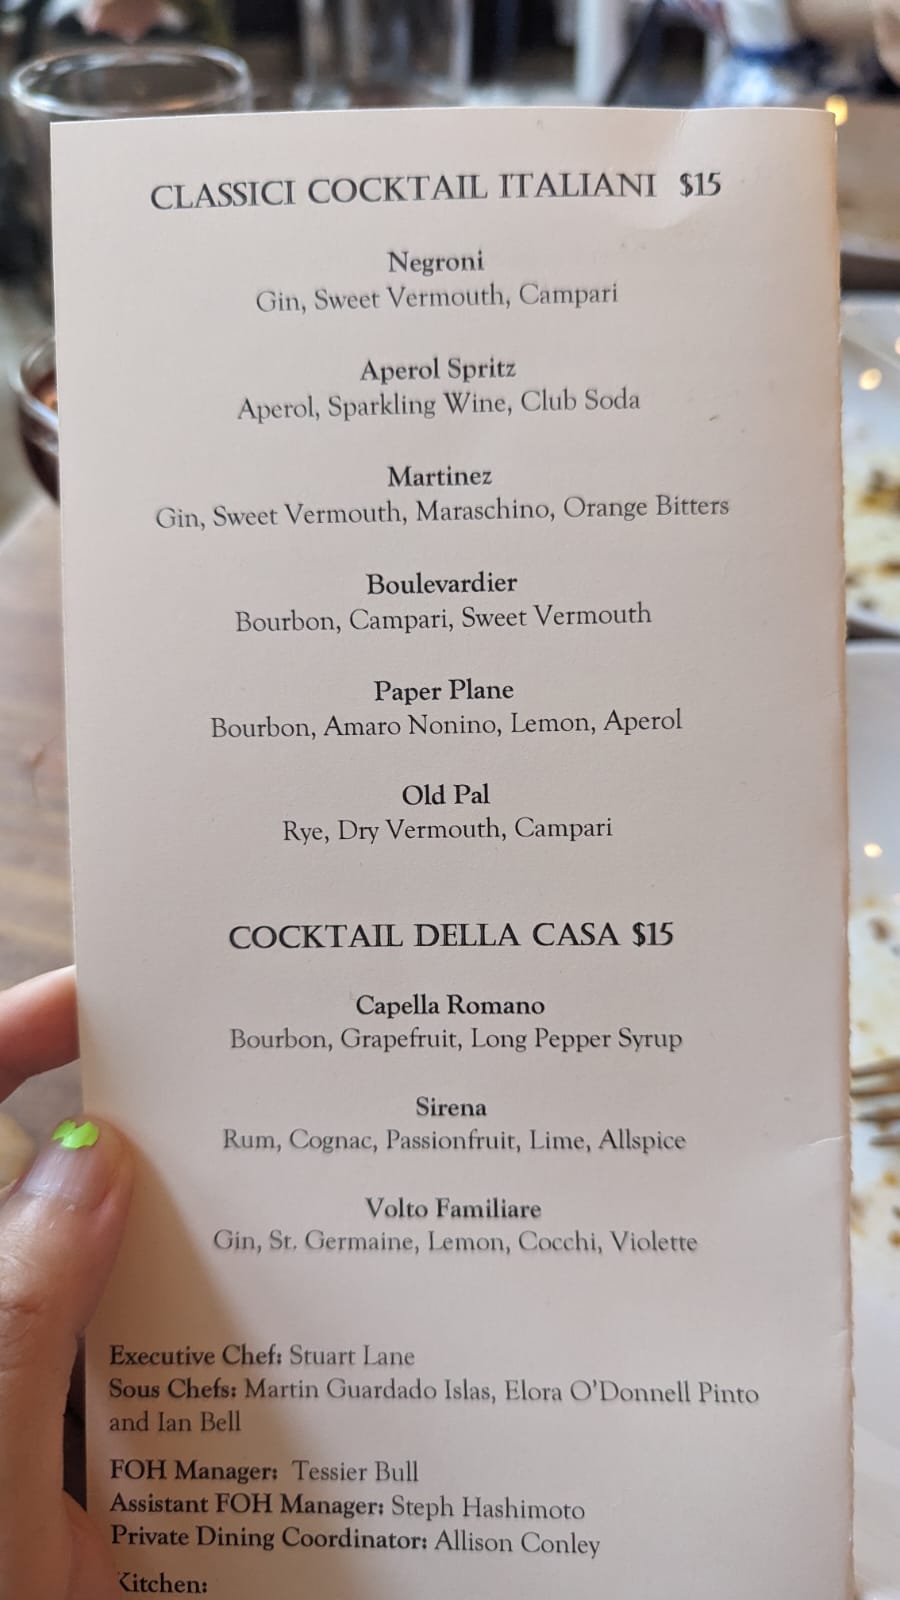 CLASSICI COCKTAIL ITALIANI $15
Negroni
Gin, Sweet Vermouth, Campari
Aperol Spritz
Aperol, Sparkling Wine, Club Soda
Martinez
Gin, Sweet Vermouth, Maraschino, Orange Bitters
Boulevardier
Bourbon, Campari, Sweet Vermouth
Paper Plane
Bourbon, Amaro Nonino, Lemon, Aperol
Old Pal
Rye, Dry Vermouth, Campari
COCKTAIL DELLA CASA $15
Capella Romano
Bourbon, Grapefruit, Long Pepper Syrup
Sirena
Rum, Cognac, Passionfruit, Lime, Allspice
Volto Familiare
Gin, St. Germaine, Lemon, Cocchi, Violette
Executive Chef: Stuart Lane
Sous Chefs: Martin Guardado Islas, Elora O'Donnell Pinto
and Ian Bell
FOH Manager: Tessier Bull
Assistant FOH Manager: Steph Hashimoto
Private Dining Coordinator: Allison Conley
Kitchen: